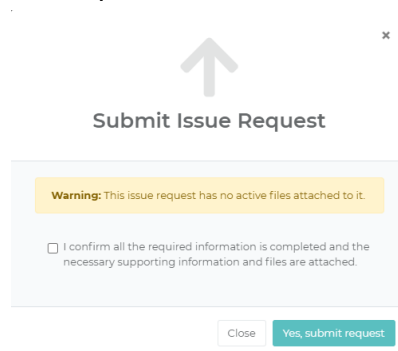 ×
Submit Issue Request
Warning: This issue request has no active files attached to it.
I confirm all the required information is completed and the
necessary supporting information and files are attached.
Close Yes, submit request